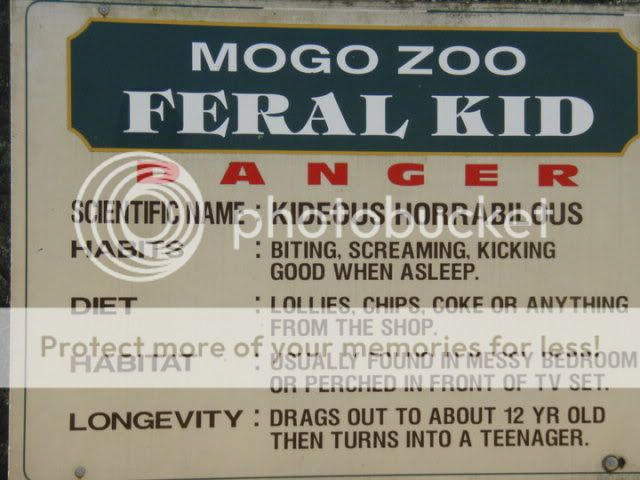 MOGO ZOO
FERAL KID
DANGER
SCIENTIFIC NAME : KIDEOUS HORRABILOUS
HABITS : BITING, SCREAMING, KICKING
GOOD WHEN ASLEEP.
photobucket
DIET : LOLLIES, CHIPS, COKE OR ANYTHING
FROM THE SHOP.
Protect more of your memories for less!
HABITAT : USUALLY FOUND IN MESSY BEDROOM
OR PERCHED IN FRONT OF TV SET.
LONGEVITY : DRAGS OUT TO ABOUT 12 YR OLD
THEN TURNS INTO A TEENAGER.